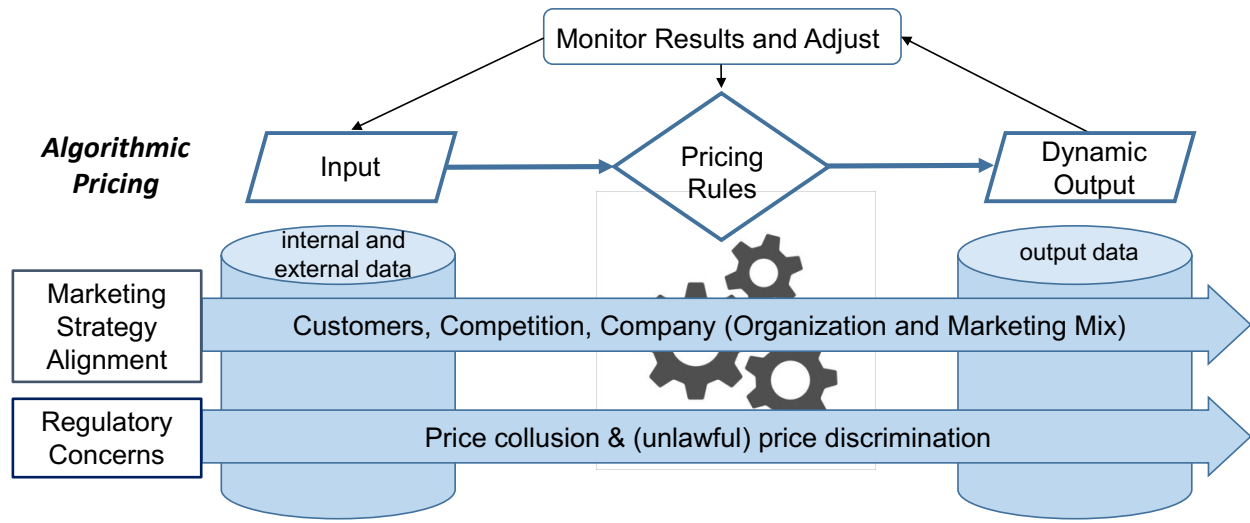 Monitor Results and Adjust
Algorithmic
Pricing
Input
Pricing
Rules
Dynamic
Output
internal and
external data
output data
Marketing
Strategy
Alignment
Customers, Competition, Company (Organization and Marketing Mix)
Regulatory
Concerns
Price collusion & (unlawful) price discrimination